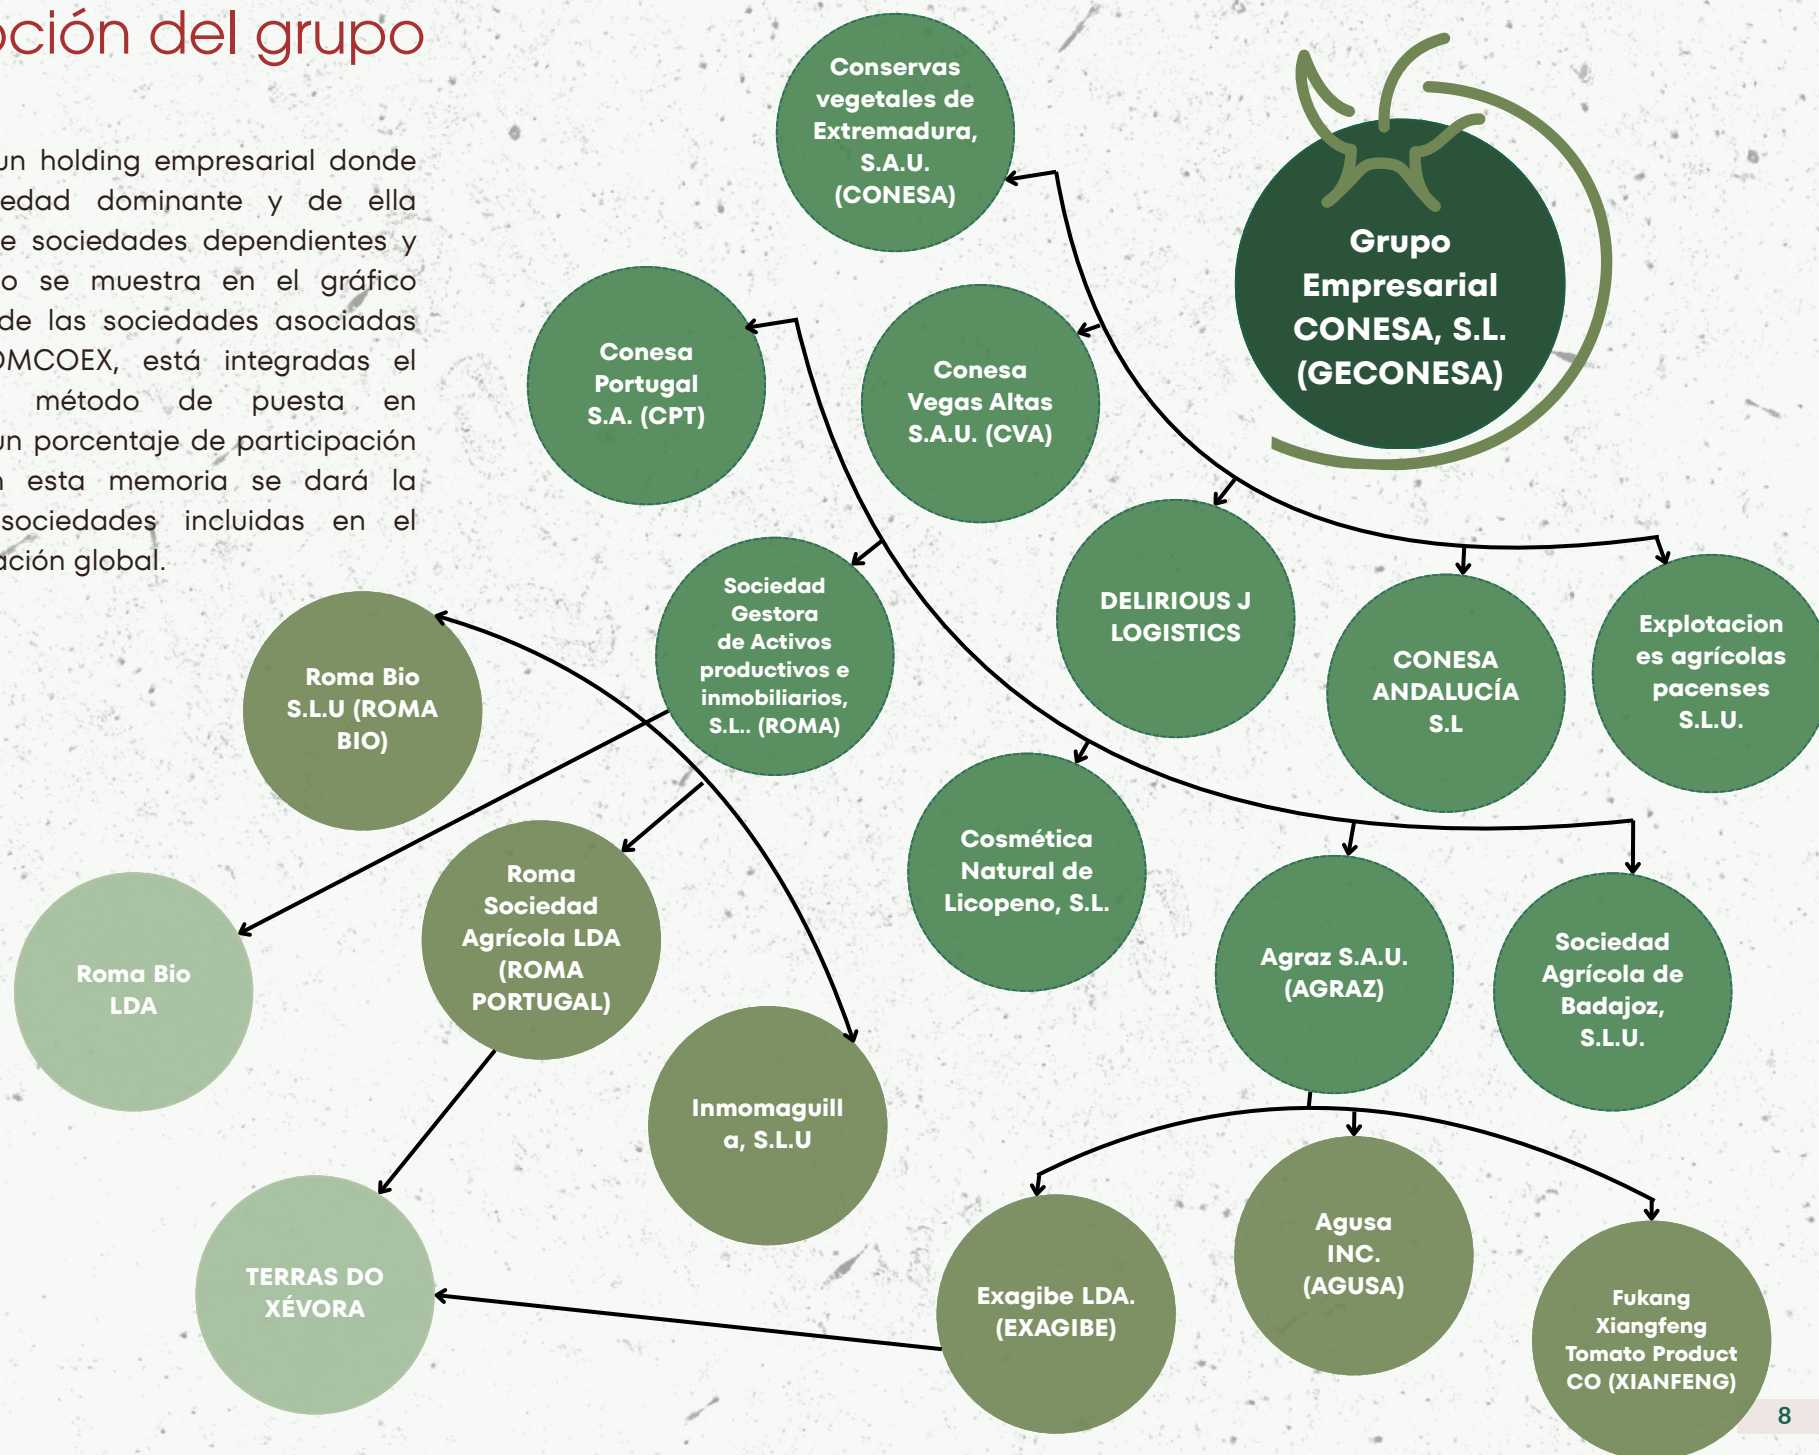 ción del grupo
un holding empresarial donde
edad dominante y de ella
e sociedades dependientes y
o se muestra en el gráfico
de las sociedades asociadas
OMCOEX, está integradas el
método de puesta en
un porcentaje de participación
n esta memoria se dará la
sociedades incluidas en el
ación global.
Conservas
vegetales de
Extremadura,
S.A.U.
(CONESA)
Grupo
Empresarial
CONESA, S.L.
(GECONESA)
Conesa
Portugal
S.A. (CPT)
Conesa
Vegas Altas
S.A.U. (CVA)
Sociedad
Gestora
de Activos
productivos e
inmobiliarios,
S.L.. (ROMA)
DELIRIOUS J
LOGISTICS
CONESA
ANDALUCÍA
S.L
Explotacion
es agrícolas
pacenses
S.L.U.
Roma Bio
S.L.U (ROMA
BIO)
Roma
Sociedad
Agrícola LDA
(ROMA
PORTUGAL)
Cosmética
Natural de
Licopeno, S.L.
Agraz S.A.U.
(AGRAZ)
Sociedad
Agrícola de
Badajoz,
S.L.U.
Roma Bio
LDA
Inmomaguill
a, S.L.U
TERRAS DO
XÉVORA
Exagibe LDA.
(EXAGIBE)
Agusa
INC.
(AGUSA)
Fukang
Xiangfeng
Tomato Product
CO (XIANFENG)
8